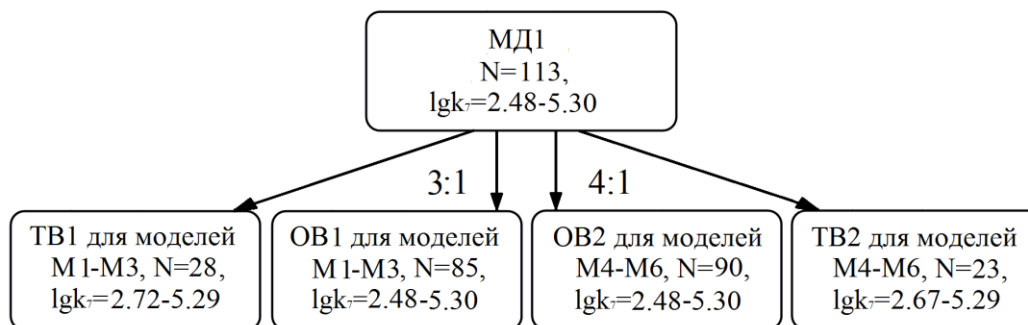 МД1
N=113,
lgk₇=2.48-5.30
3:1
4:1
ТВ1 для моделей
М1-М3, N=28,
lgk₇=2.72-5.29
ОВ1 для моделей
М1-М3, N=85,
lgk₇=2.48-5.30
ОВ2 для моделей
М4-М6, N=90,
lgk₇=2.48-5.30
ТВ2 для моделей
М4-М6, N=23,
lgk₇=2.67-5.29